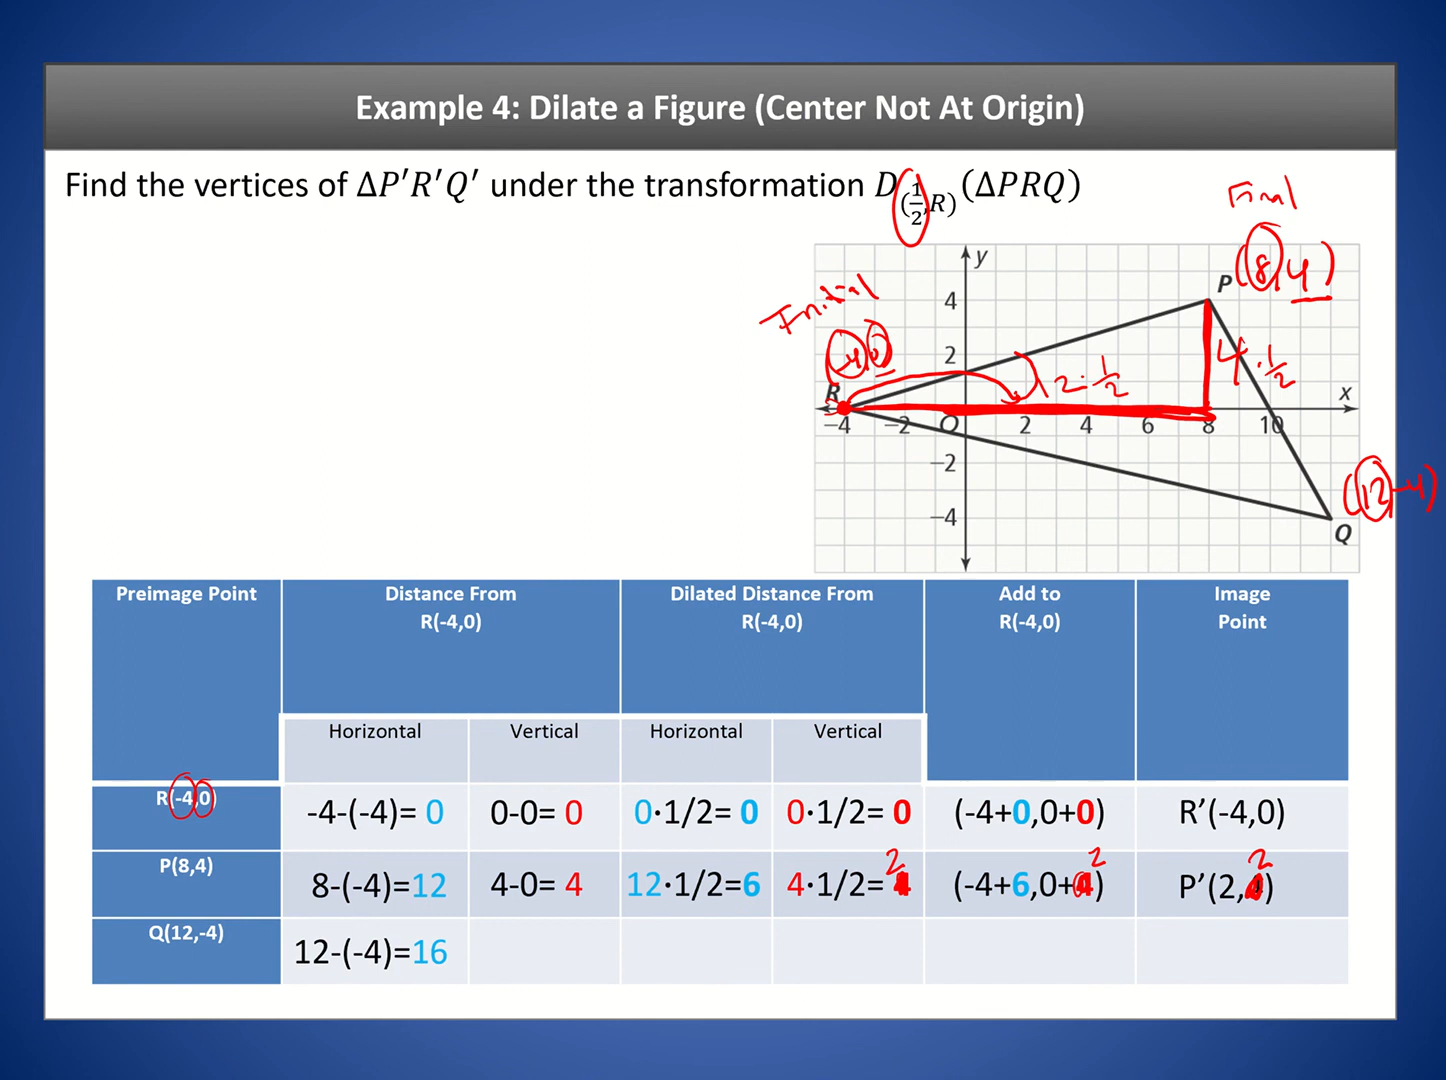 Example 4: Dilate a Figure (Center Not At Origin)
Find the vertices of ΔP′R′Q′ under the transformation D(1/2,R)(ΔPRQ)
Final
Initial
P (8,4)
(-4,0)
R
y
x
4
2
-2
-4
-4 -2 O 2 4 6 8 10
12·1/2
4·1/2
(12,-4)
Q
Preimage Point
Distance From
R(-4,0)
Dilated Distance From
R(-4,0)
Add to
R(-4,0)
Image
Point
Horizontal Vertical Horizontal Vertical
R(-4,0) -4-(-4)= 0 0-0= 0 0·1/2= 0 0·1/2= 0 (-4+0,0+0) R’(-4,0)
P(8,4) 8-(-4)=12 4-0= 4 12·1/2=6 4·1/2= 2 (-4+6,0+2) P’(2,2)
Q(12,-4) 12-(-4)=16